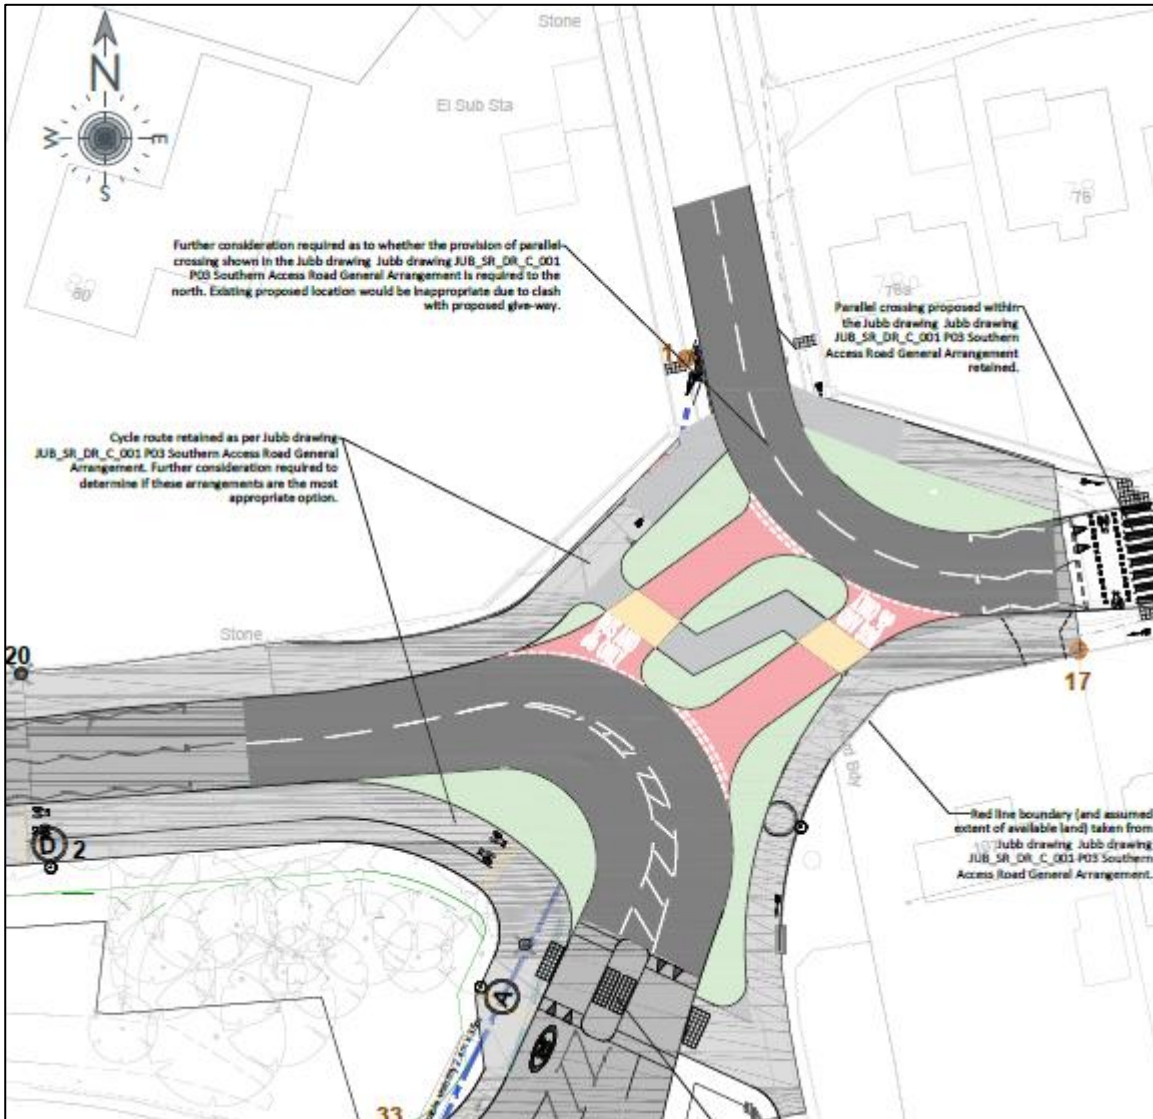 Stone
N
W
E
S
El Sub Sta
76
80
78a
Further consideration required as to whether the provision of parallel
crossing shown in the Jubb drawing Jubb drawing JUB_SR_DR_C_001
P03 Southern Access Road General Arrangement is required to the
north. Existing proposed location would be inappropriate due to clash
with proposed give-way.
Parallel crossing proposed within
the Jubb drawing Jubb drawing
JUB_SR_DR_C_001 P03 Southern
Access Road General Arrangement
retained.
1
Cycle route retained as per Jubb drawing
JUB_SR_DR_C_001 P03 Southern Access Road General
Arrangement. Further consideration required to
determine if these arrangements are the most
appropriate option.
Stone
20
17
Bdy
Red line boundary (and assumed
extent of available land) taken from
Jubb drawing Jubb drawing
JUB_SR_DR_C_001 P03 Southern
Access Road General Arrangement.
D
2
A
33